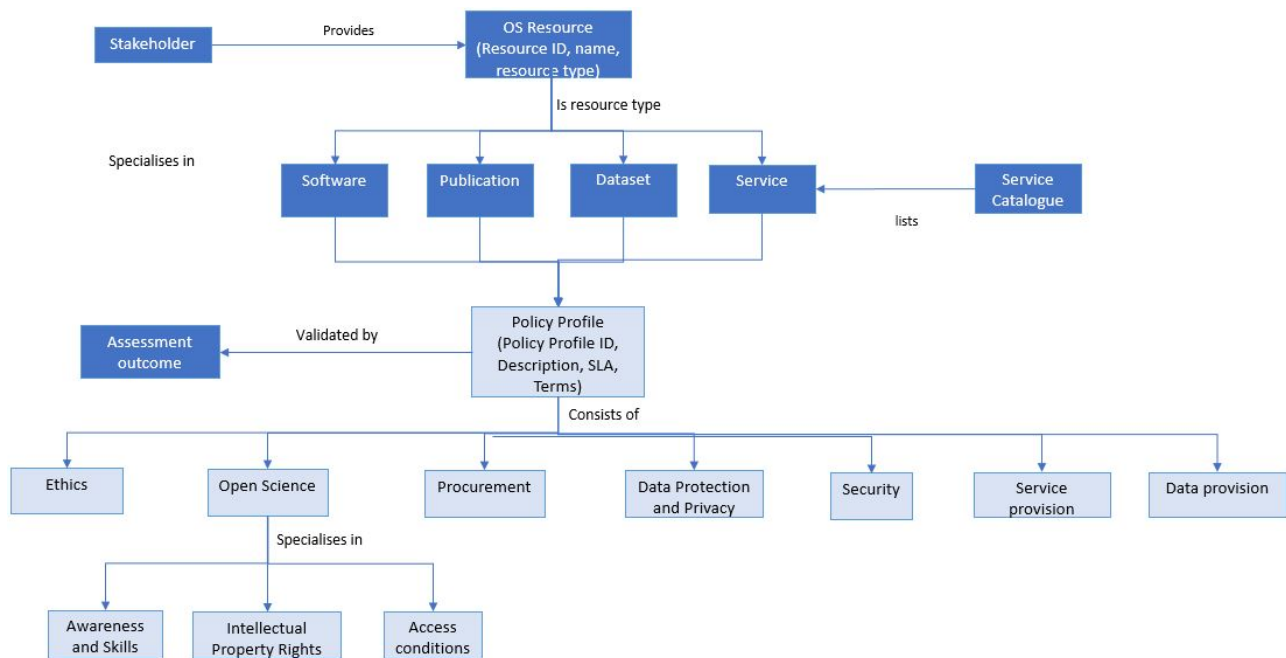 Stakeholder
Provides
OS Resource
(Resource ID, name,
resource type)
Is resource type
Specialises in
Software
Publication
Dataset
Service
Service
Catalogue
lists
Assessment
outcome
Validated by
Policy Profile
(Policy Profile ID,
Description, SLA,
Terms)
Consists of
Ethics
Open Science
Procurement
Data Protection
and Privacy
Security
Service
provision
Data provision
Specialises in
Awareness
and Skills
Intellectual
Property Rights
Access
conditions